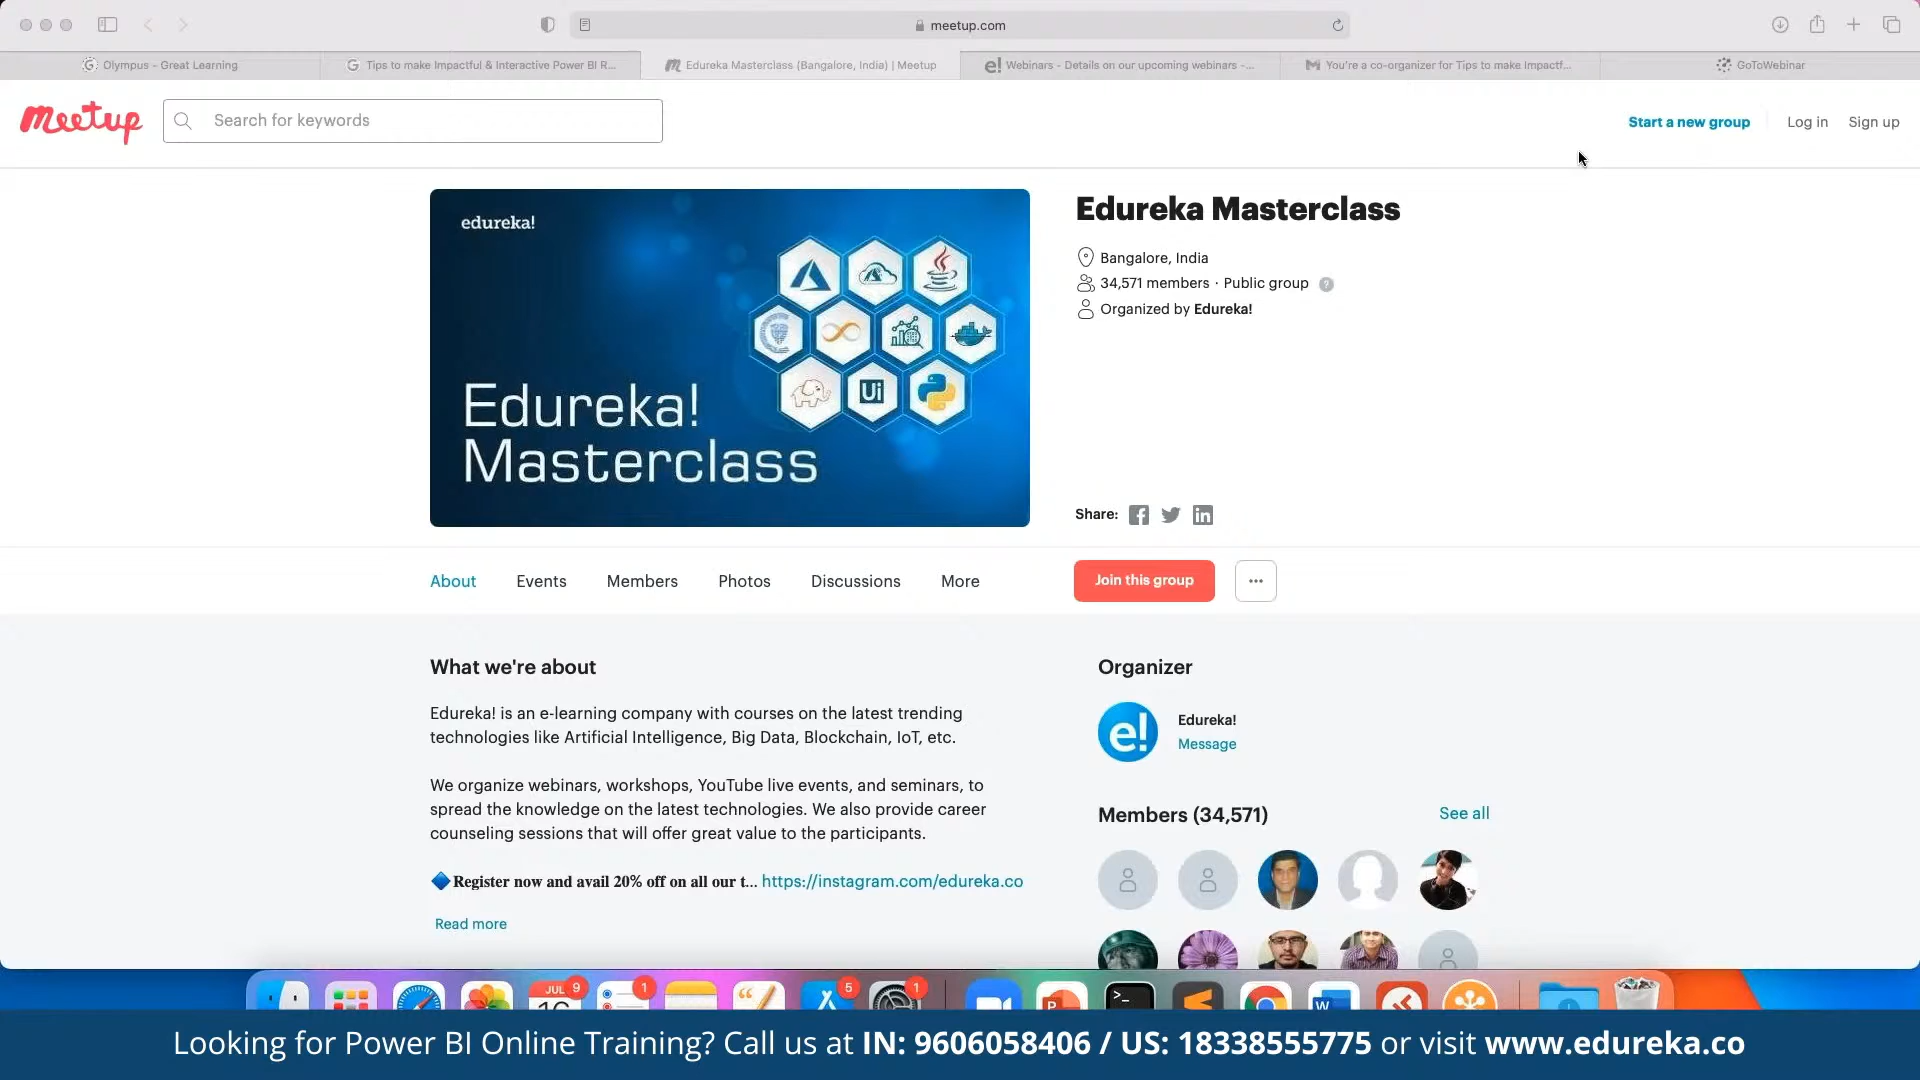 meetup.com
Olympus - Great Learning
Tips to make Impactful & Interactive Power BI R...
Edureka Masterclass (Bangalore, India) | Meetup
Webinars - Details on our upcoming webinars -...
You're a co-organizer for Tips to make Impactf...
GoToWebinar
meetup
Search for keywords
Start a new group
Log in
Sign up
edureka!
Ui
Edureka!
Masterclass
Edureka Masterclass
Bangalore, India
34,571 members · Public group ?
Organized by Edureka!
Share:
About
Events
Members
Photos
Discussions
More
Join this group
What we're about
Edureka! is an e-learning company with courses on the latest trending
technologies like Artificial Intelligence, Big Data, Blockchain, IoT, etc.
We organize webinars, workshops, YouTube live events, and seminars, to
spread the knowledge on the latest technologies. We also provide career
counseling sessions that will offer great value to the participants.
🔷Register now and avail 20% off on all our t... https://instagram.com/edureka.co
Read more
Organizer
e!
Edureka!
Message
Members (34,571)
See all
JUL
9
1
5
1
Looking for Power BI Online Training? Call us at IN: 9606058406 / US: 18338555775 or visit www.edureka.co